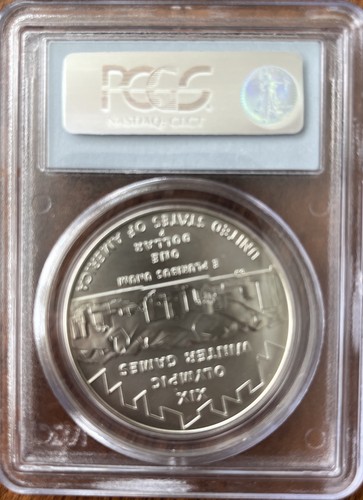 PCGS
XIX
OLYMPIC
WINTER GAMES
E PLURIBUS UNUM
ONE
DOLLAR
UNITED STATES OF AMERICA